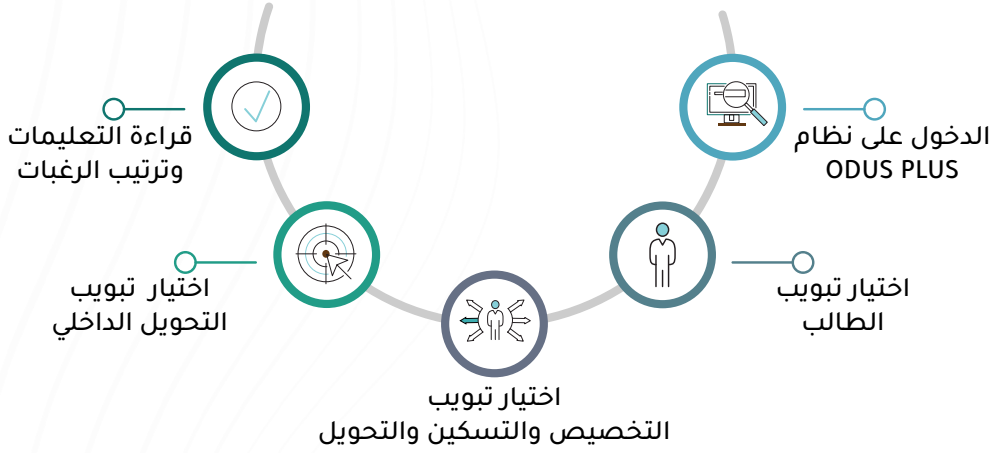 الدخول على نظام
ODUS PLUS
اختيار تبويب
الطالب
اختيار تبويب
التخصيص والتسكين والتحويل
اختيار تبويب
التحويل الداخلي
قراءة التعليمات
وترتيب الرغبات